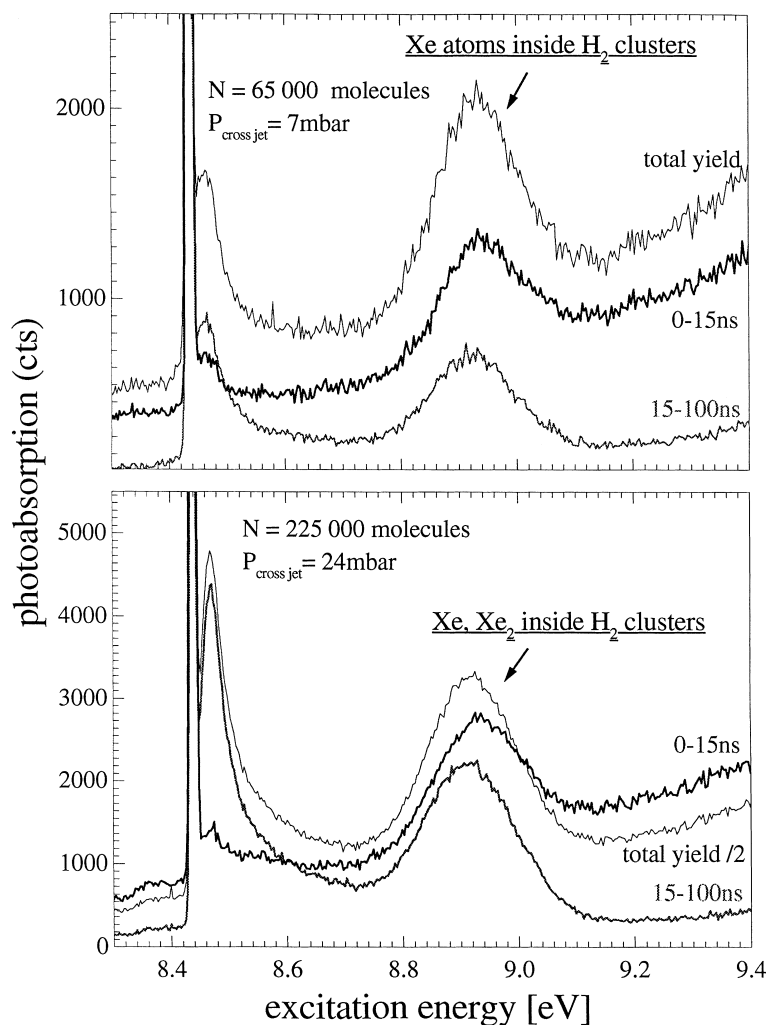 Xe atoms inside H₂ clusters
N = 65 000 molecules
P_cross jet = 7mbar
total yield
0-15ns
15-100ns
2000
1000
photoabsorption (cts)
N = 225 000 molecules
P_cross jet = 24mbar
Xe, Xe₂ inside H₂ clusters
0-15ns
total yield /2
15-100ns
5000
4000
3000
2000
1000
0
8.4 8.6 8.8 9.0 9.2 9.4
excitation energy [eV]